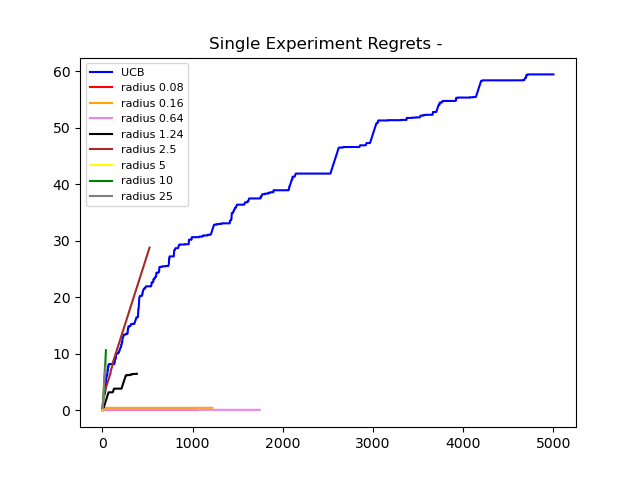 Single Experiment Regrets -
60
50
40
30
20
10
0
UCB
radius 0.08
radius 0.16
radius 0.64
radius 1.24
radius 2.5
radius 5
radius 10
radius 25
0 1000 2000 3000 4000 5000